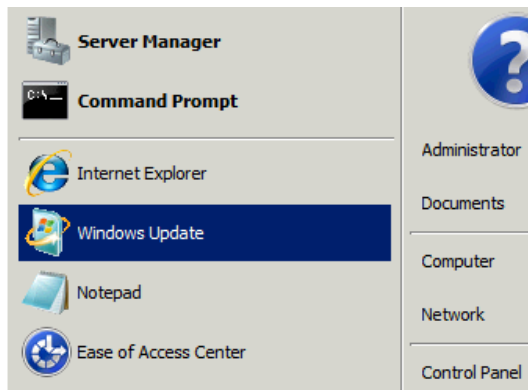 Server Manager
C:\
Command Prompt
Internet Explorer
Windows Update
Notepad
Ease of Access Center
?
Administrator
Documents
Computer
Network
Control Panel